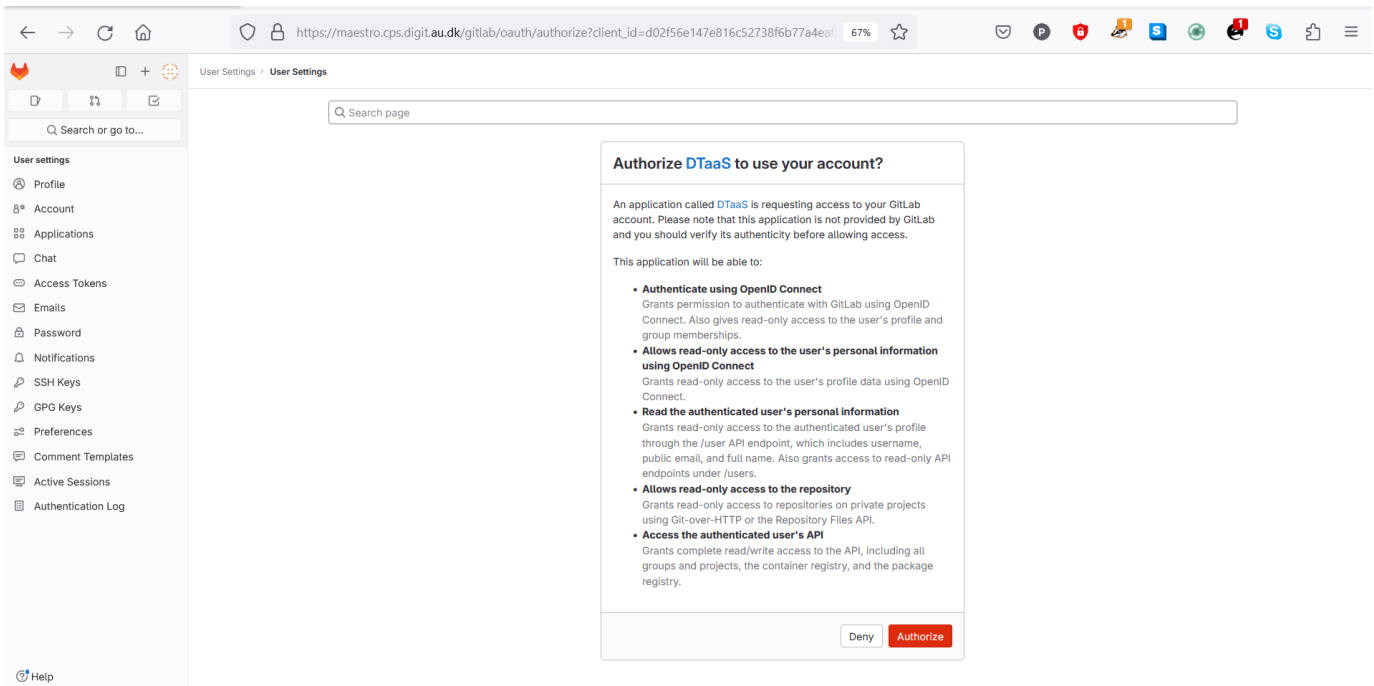 https://maestro.cps.digit.au.dk/gitlab/oauth/authorize?client_id=d02f56e147e816c52738f6b77a4eaf
67%
P
1
S
1
S
User Settings › User Settings
Search or go to...
Search page
User settings
Profile
Account
Applications
Chat
Access Tokens
Emails
Password
Notifications
SSH Keys
GPG Keys
Preferences
Comment Templates
Active Sessions
Authentication Log
Help
Authorize DTaaS to use your account?
An application called DTaaS is requesting access to your GitLab
account. Please note that this application is not provided by GitLab
and you should verify its authenticity before allowing access.
This application will be able to:
• Authenticate using OpenID Connect
Grants permission to authenticate with GitLab using OpenID
Connect. Also gives read-only access to the user's profile and
group memberships.
• Allows read-only access to the user's personal information
using OpenID Connect
Grants read-only access to the user's profile data using OpenID
Connect.
• Read the authenticated user's personal information
Grants read-only access to the authenticated user's profile
through the /user API endpoint, which includes username,
public email, and full name. Also grants access to read-only API
endpoints under /users.
• Allows read-only access to the repository
Grants read-only access to repositories on private projects
using Git-over-HTTP or the Repository Files API.
• Access the authenticated user's API
Grants complete read/write access to the API, including all
groups and projects, the container registry, and the package
registry.
Deny
Authorize